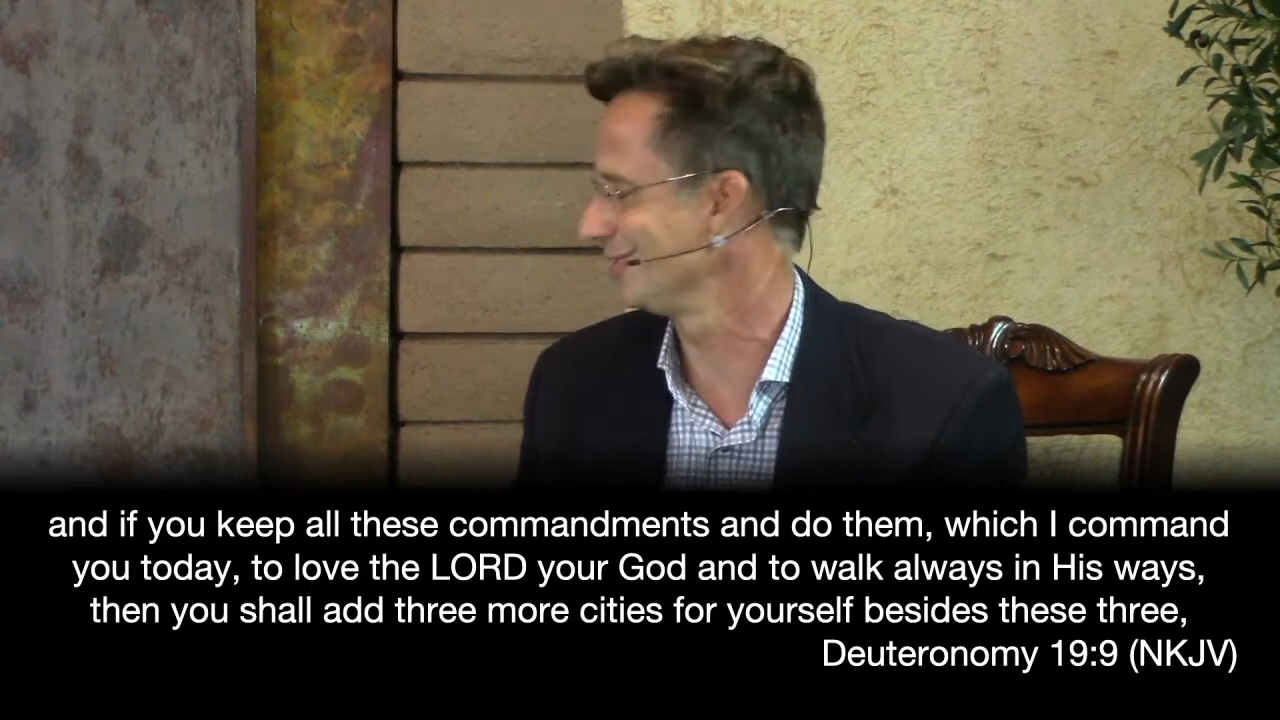 and if you keep all these commandments and do them, which I command
you today, to love the LORD your God and to walk always in His ways,
then you shall add three more cities for yourself besides these three,
Deuteronomy 19:9 (NKJV)